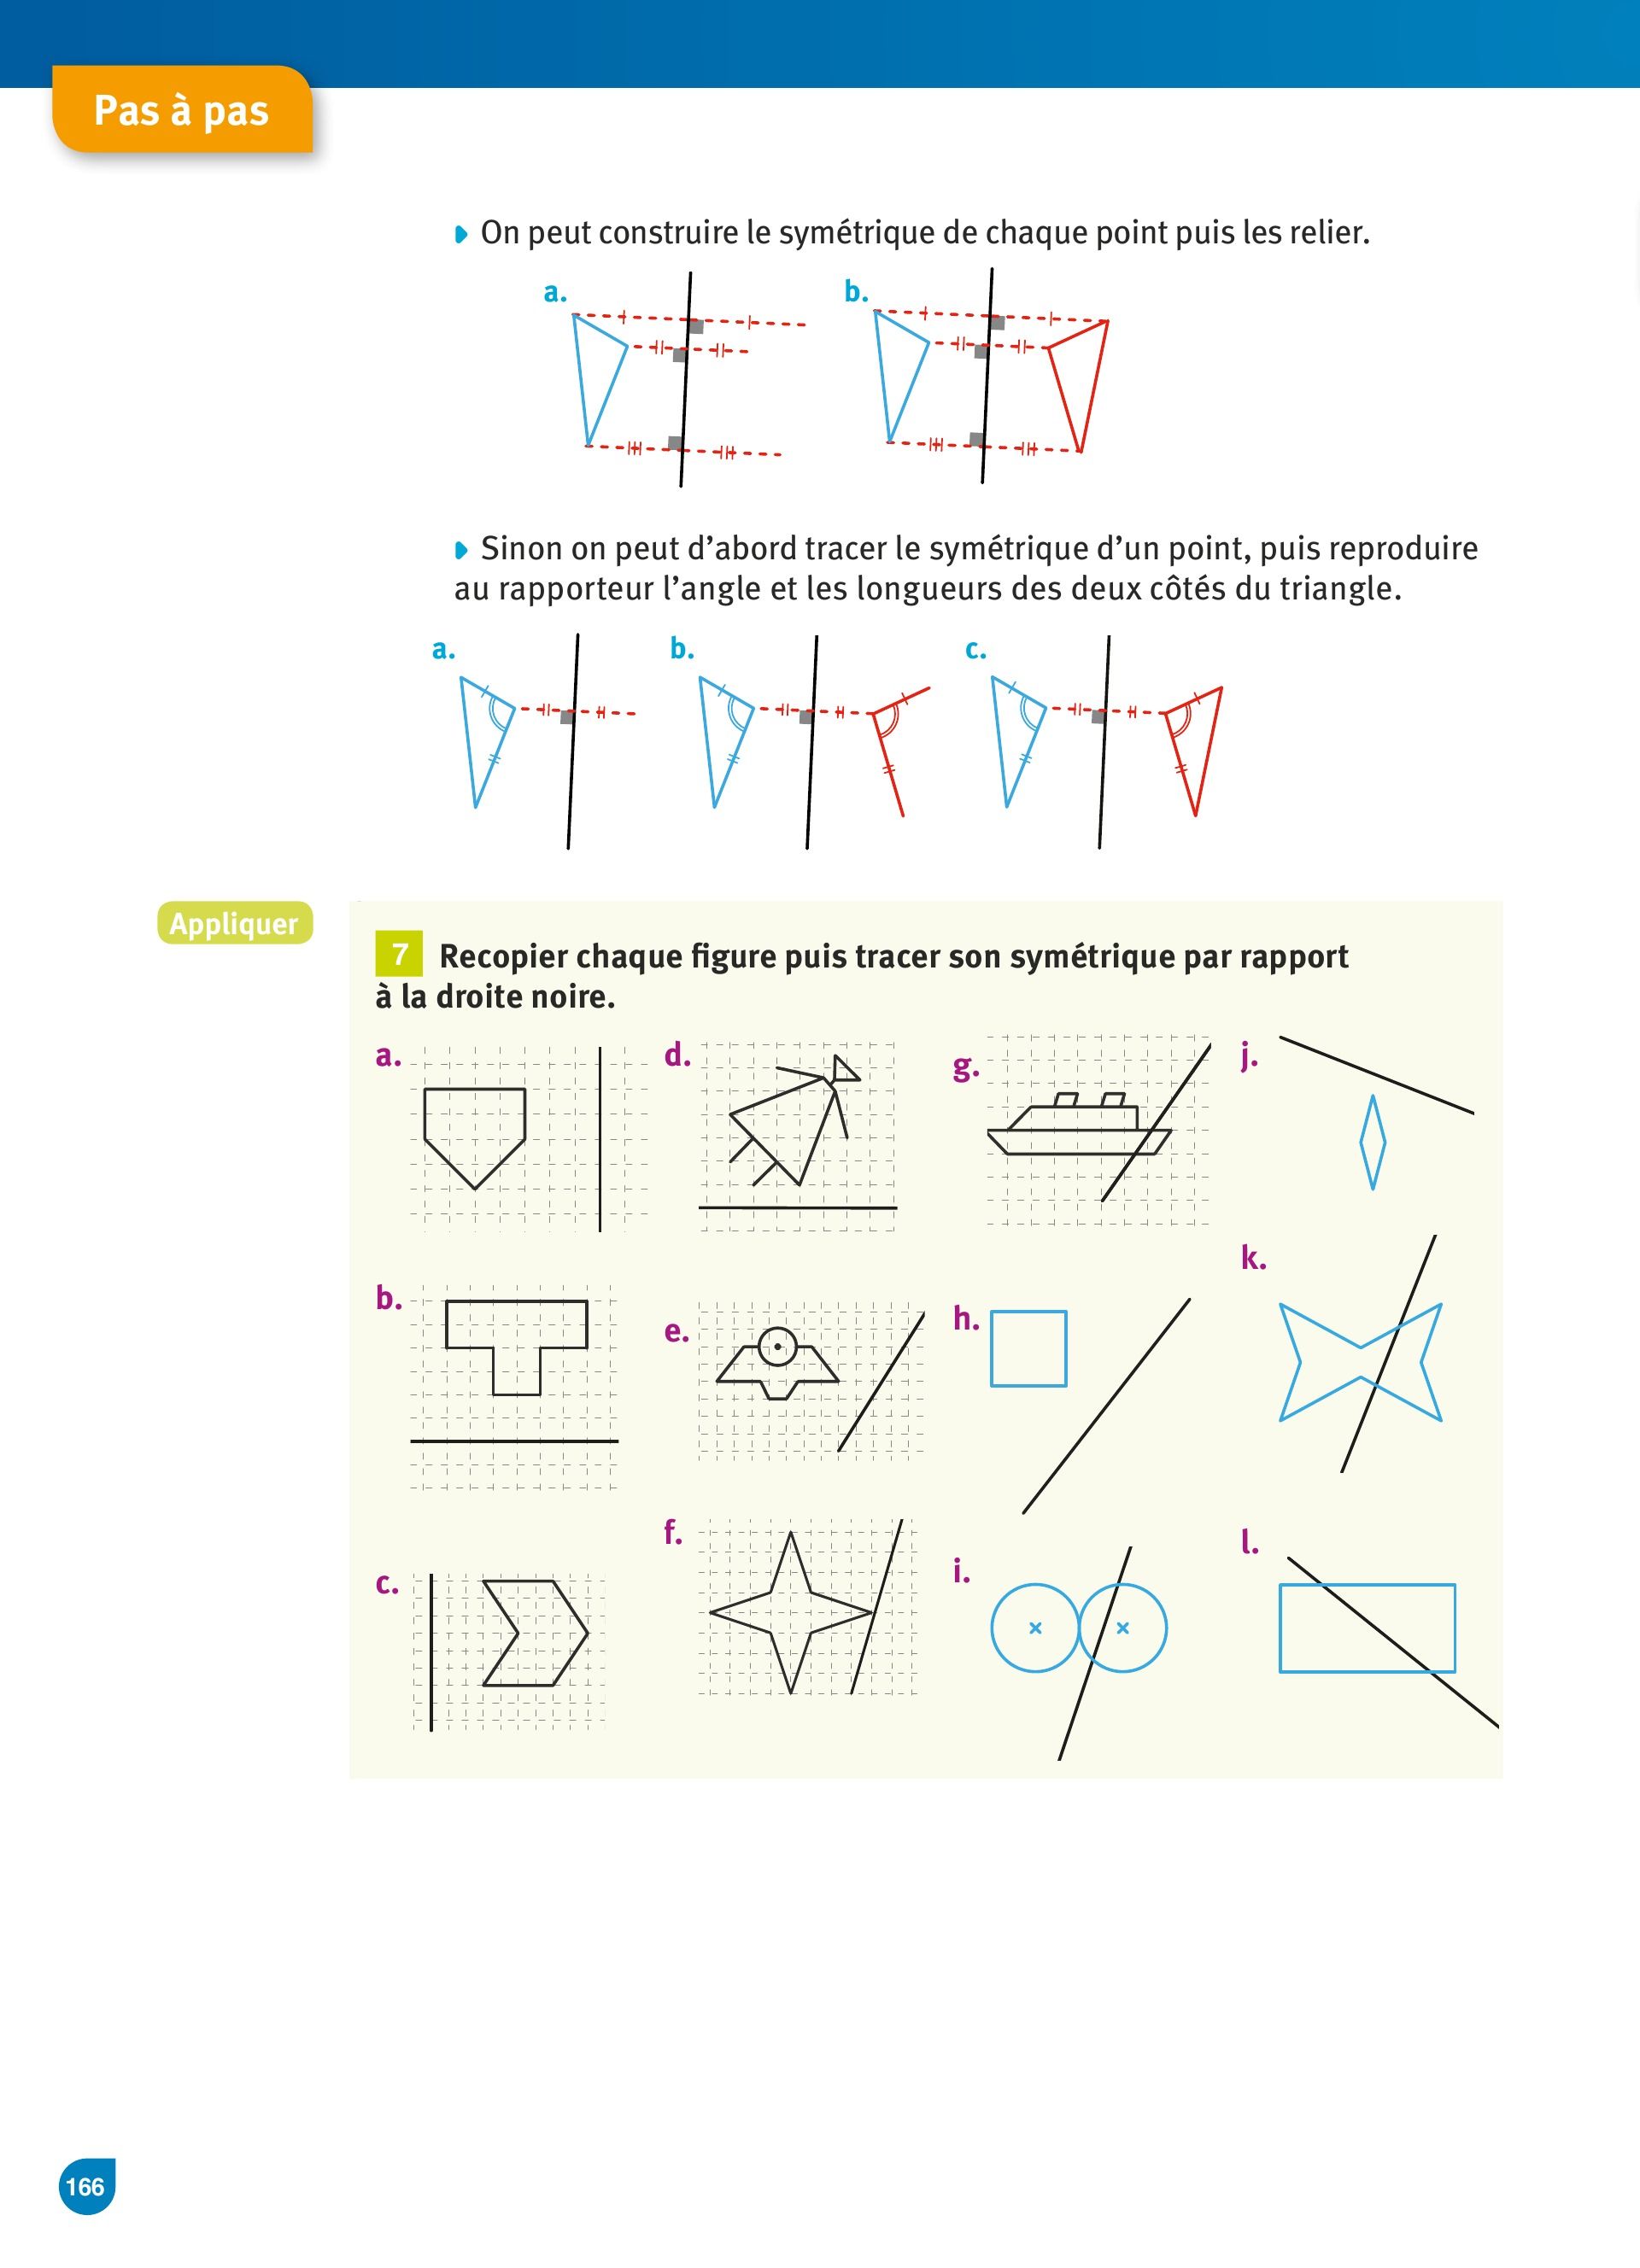 Pas à pas
On peut construire le symétrique de chaque point puis les relier.
a.
b.
Sinon on peut d’abord tracer le symétrique d’un point, puis reproduire
au rapporteur l’angle et les longueurs des deux côtés du triangle.
a.
b.
c.
Appliquer
7 Recopier chaque figure puis tracer son symétrique par rapport
à la droite noire.
a.
b.
c.
d.
e.
f.
g.
h.
i.
j.
k.
l.
166